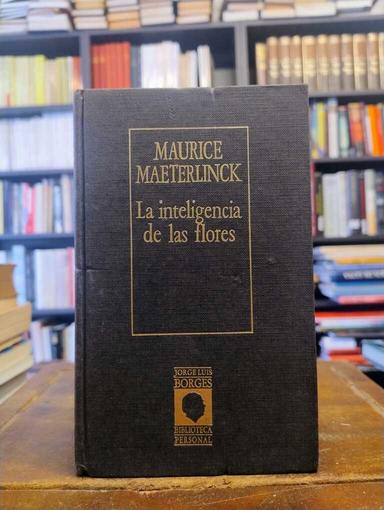 MAURICE
MAETERLINCK
La inteligencia
de las flores
JORGE LUIS
BORGES
BIBLIOTECA
PERSONAL